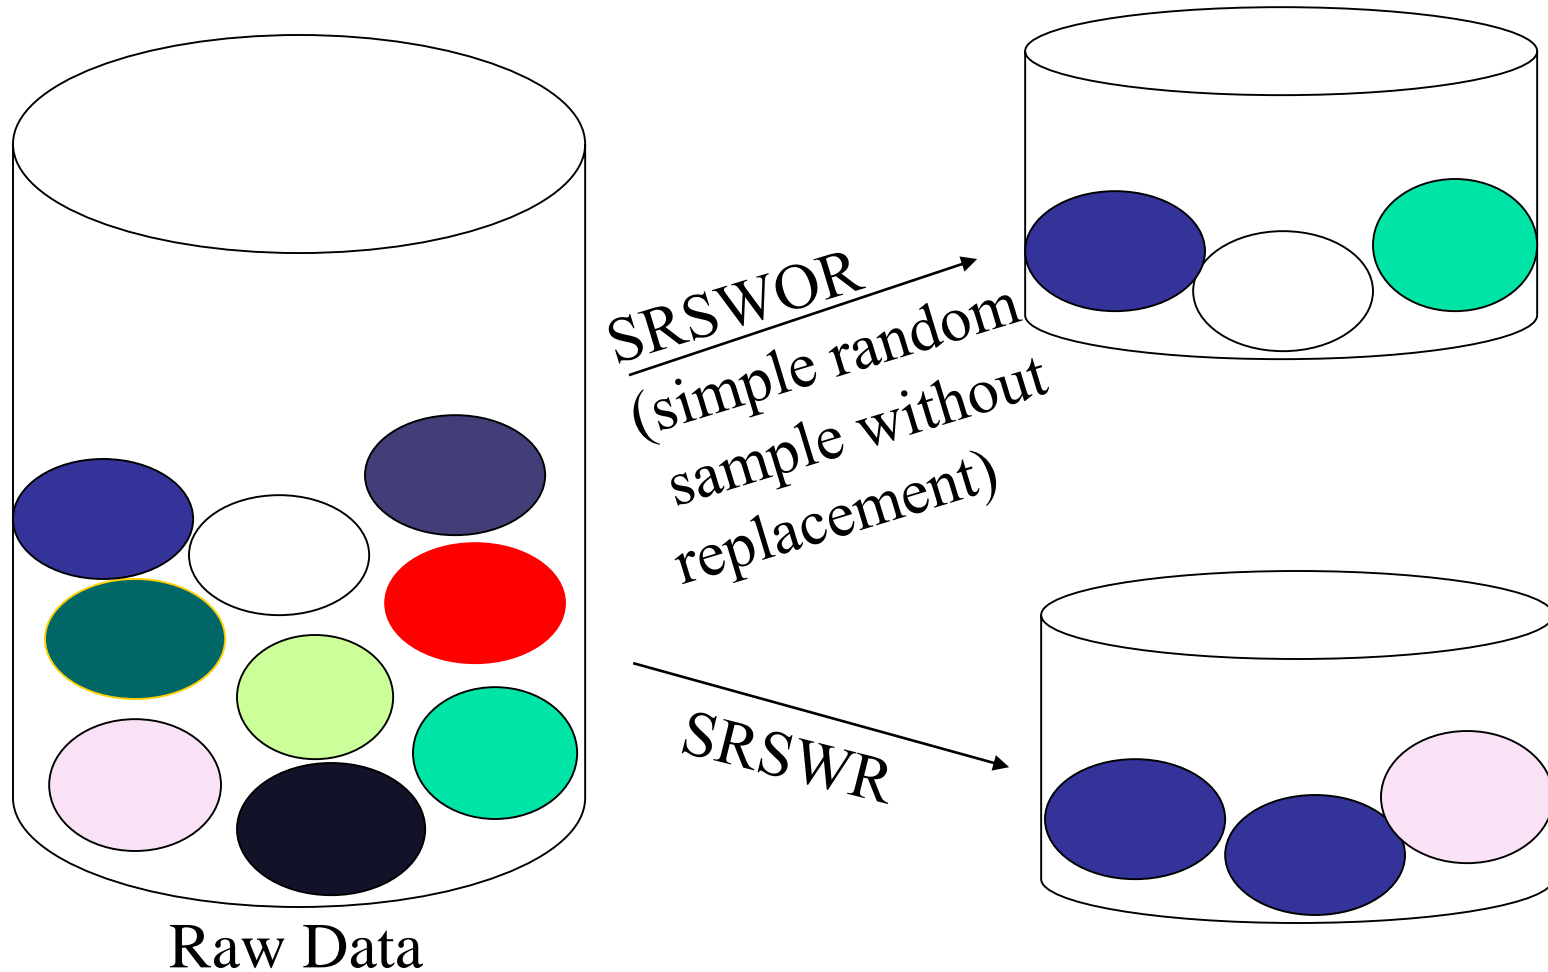 SRSWOR
(simple random
sample without
replacement)
SRSWR
Raw Data